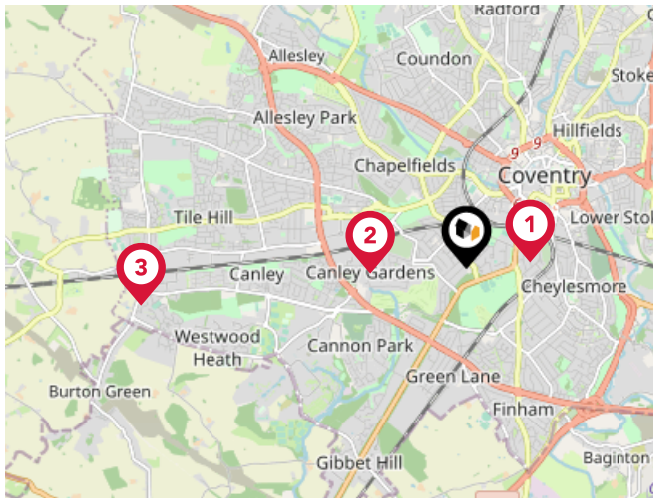 Radford
Allesley
Coundon
Stoke
Allesley Park
Hillfields
9
9
Chapelfields
Coventry
Tile Hill
1
Lower Stol
2
3
Canley
Canley Gardens
Cheylesmore
Westwood
Heath
Cannon Park
Green Lane
Burton Green
Finham
Gibbet Hill
Baginton